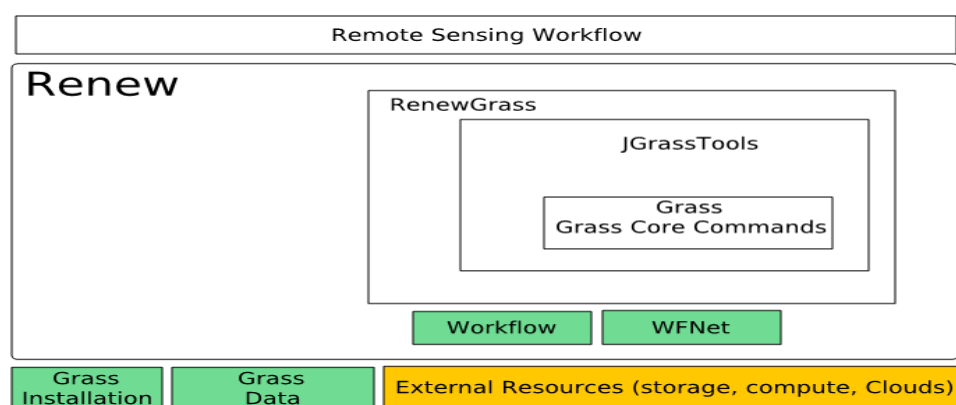 Remote Sensing Workflow
Renew
RenewGrass
JGrassTools
Grass
Grass Core Commands
Workflow
WFNet
Grass
Installation
Grass
Data
External Resources (storage, compute, Clouds)